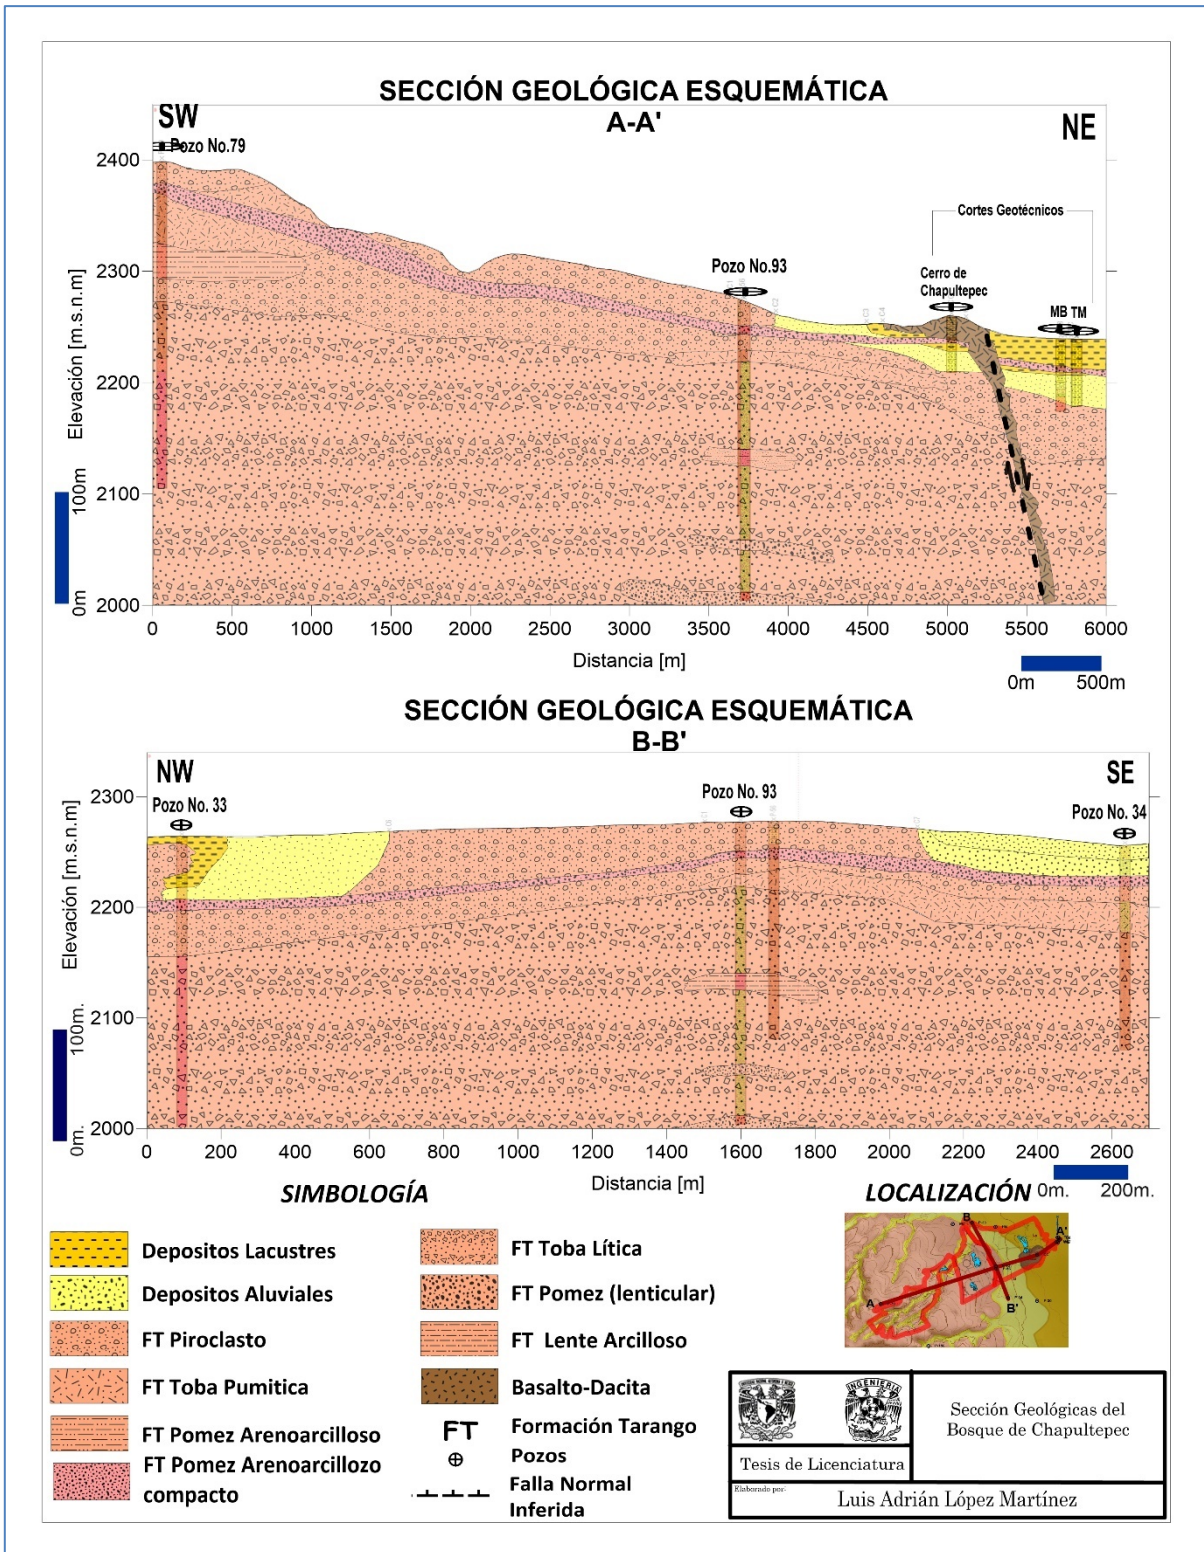 SECCIÓN GEOLÓGICA ESQUEMÁTICA
A-A'
SW
NE
Pozo No.79
Cortes Geotécnicos
Pozo No.93
Cerro de
Chapultepec
MB TM
2400
2300
2200
2100
2000
Elevación [m.s.n.m]
100m
0m
0 500 1000 1500 2000 2500 3000 3500 4000 4500 5000 5500 6000
Distancia [m]
0m 500m
SECCIÓN GEOLÓGICA ESQUEMÁTICA
B-B'
NW
SE
Pozo No. 33
Pozo No. 93
Pozo No. 34
2300
2200
2100
2000
Elevación [m.s.n.m]
100m.
0m.
0 200 400 600 800 1000 1200 1400 1600 1800 2000 2200 2400 2600
Distancia [m]
0m. 200m.
SIMBOLOGÍA
Depositos Lacustres
Depositos Aluviales
FT Piroclasto
FT Toba Pumitica
FT Pomez Arenoarcilloso
FT Pomez Arenoarcillozo
compacto
FT Toba Lítica
FT Pomez (lenticular)
FT Lente Arcilloso
Basalto-Dacita
FT Formación Tarango
Pozos
Falla Normal
Inferida
LOCALIZACIÓN
B
A'
A
B'
INGENIERIA
Sección Geológicas del
Bosque de Chapultepec
Tesis de Licenciatura
Elaborado por:
Luis Adrián López Martínez